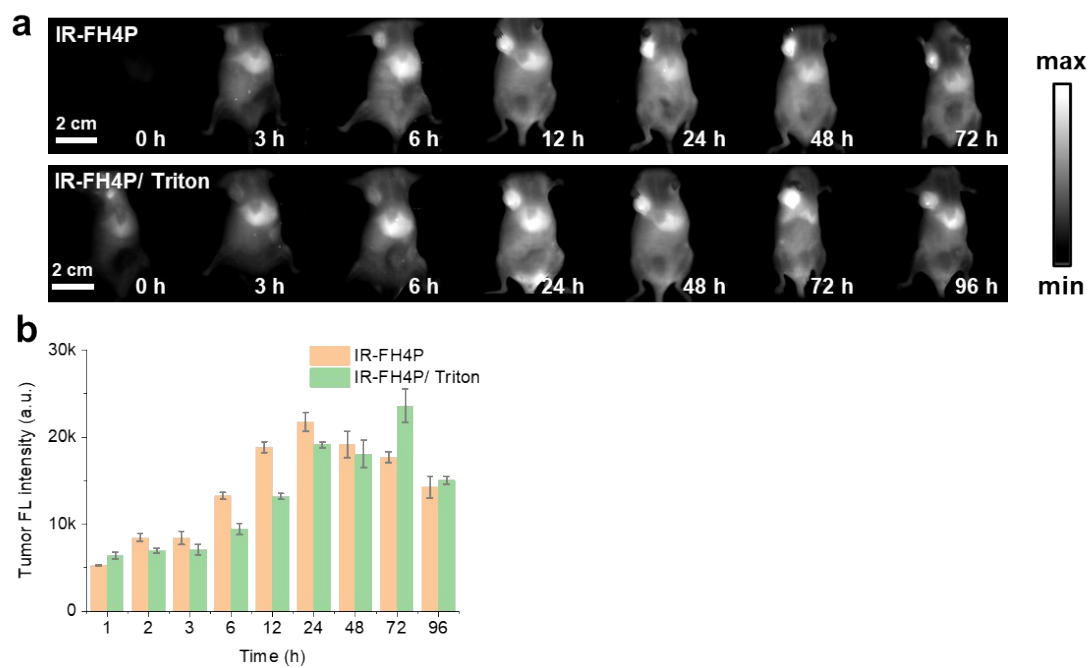 a
IR-FH4P
2 cm
0 h
3 h
6 h
12 h
24 h
48 h
72 h
IR-FH4P/ Triton
2 cm
0 h
3 h
6 h
24 h
48 h
72 h
96 h
max
min
b
30k
20k
10k
0
Tumor FL intensity (a.u.)
IR-FH4P
IR-FH4P/ Triton
1 2 3 6 12 24 48 72 96
Time (h)